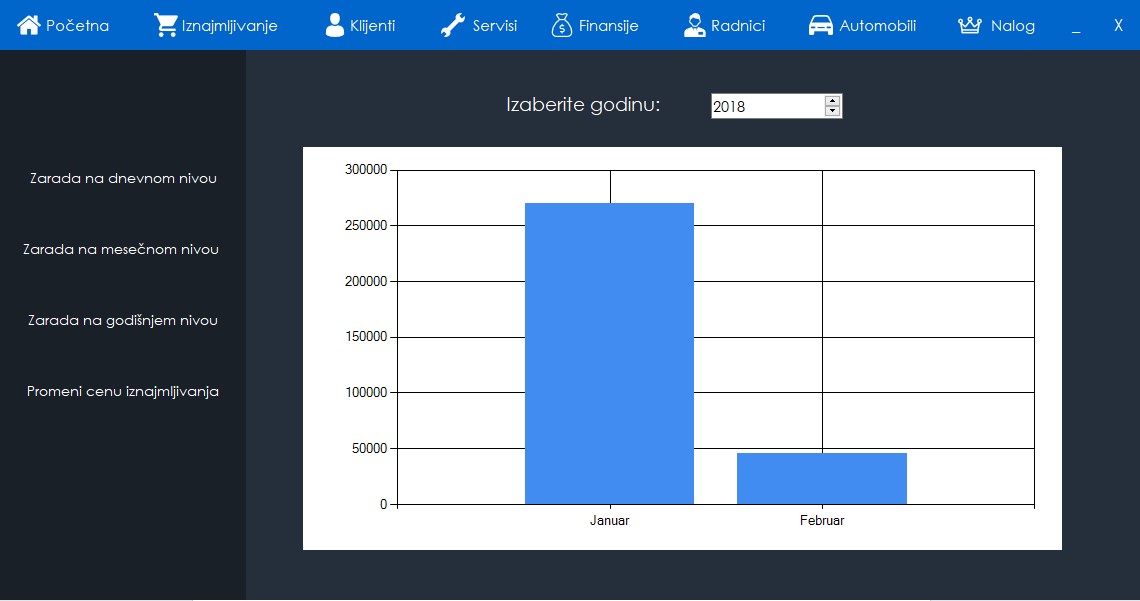 Početna Iznajmljivanje Klijenti Servisi Finansije Radnici Automobili Nalog _ X
Izaberite godinu: 2018
Zarada na dnevnom nivou
Zarada na mesečnom nivou
Zarada na godišnjem nivou
Promeni cenu iznajmljivanja
300000
250000
200000
150000
100000
50000
0
Januar Februar